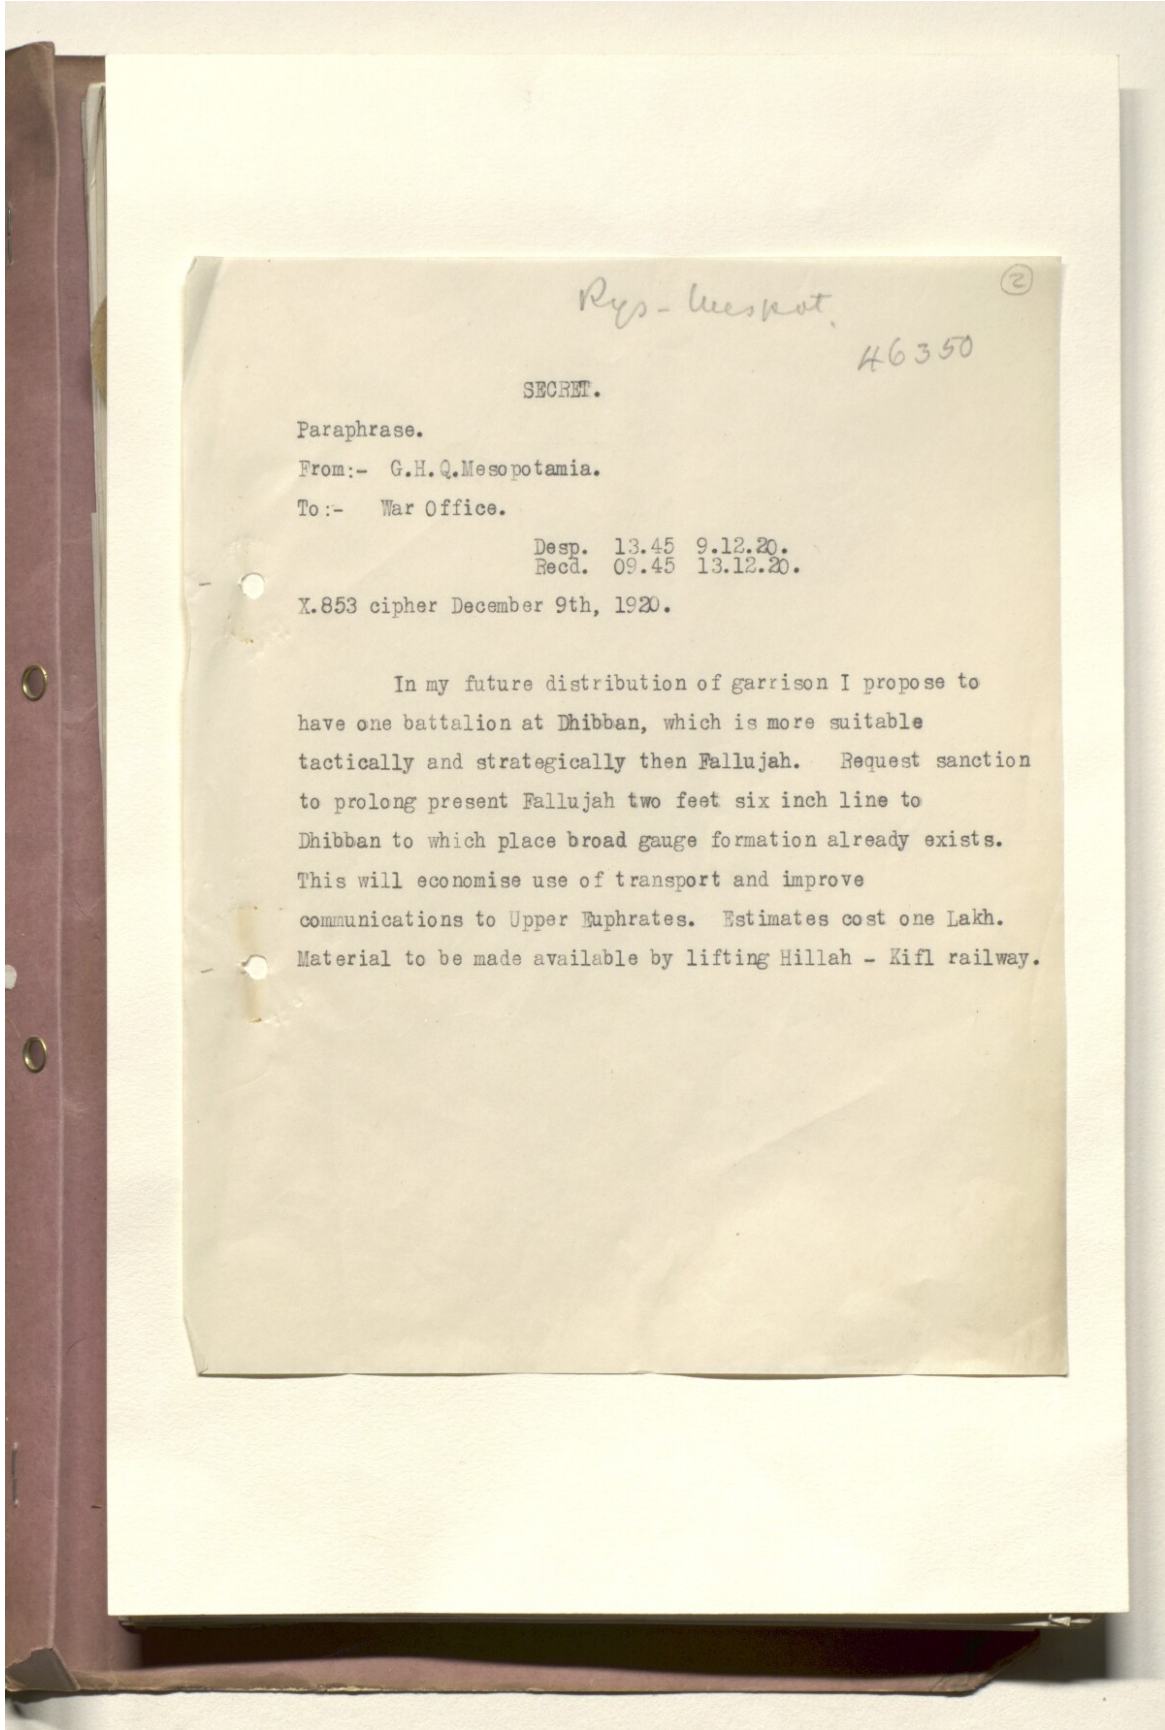 2
Rys - Mespot.
46350
SECRET.
Paraphrase.
From:- G.H.Q.Mesopotamia.
To:- War Office.
Desp. 13.45 9.12.20.
Recd. 09.45 13.12.20.
X.853 cipher December 9th, 1920.
In my future distribution of garrison I propose to
have one battalion at Dhibban, which is more suitable
tactically and strategically then Fallujah. Request sanction
to prolong present Fallujah two feet six inch line to
Dhibban to which place broad gauge formation already exists.
This will economise use of transport and improve
communications to Upper Euphrates. Estimates cost one Lakh.
Material to be made available by lifting Hillah - Kifl railway.